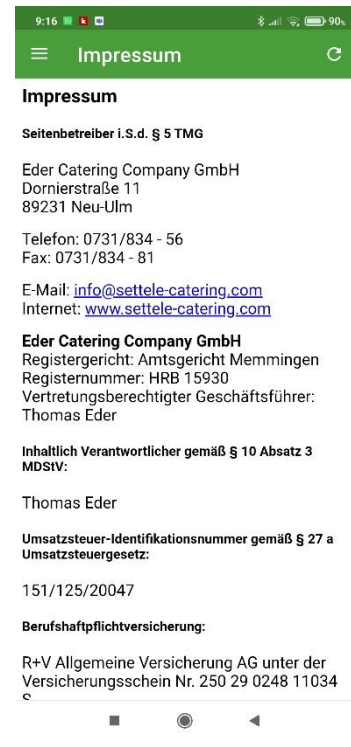 9:16
90%
Impressum
Impressum
Seitenbetreiber i.S.d. § 5 TMG
Eder Catering Company GmbH
Dornierstraße 11
89231 Neu-Ulm
Telefon: 0731/834 - 56
Fax: 0731/834 - 81
E-Mail: info@settele-catering.com
Internet: www.settele-catering.com
Eder Catering Company GmbH
Registergericht: Amtsgericht Memmingen
Registernummer: HRB 15930
Vertretungsberechtigter Geschäftsführer:
Thomas Eder
Inhaltlich Verantwortlicher gemäß § 10 Absatz 3
MDStV:
Thomas Eder
Umsatzsteuer-Identifikationsnummer gemäß § 27 a
Umsatzsteuergesetz:
151/125/20047
Berufshaftpflichtversicherung:
R+V Allgemeine Versicherung AG unter der
Versicherungsschein Nr. 250 29 0248 11034